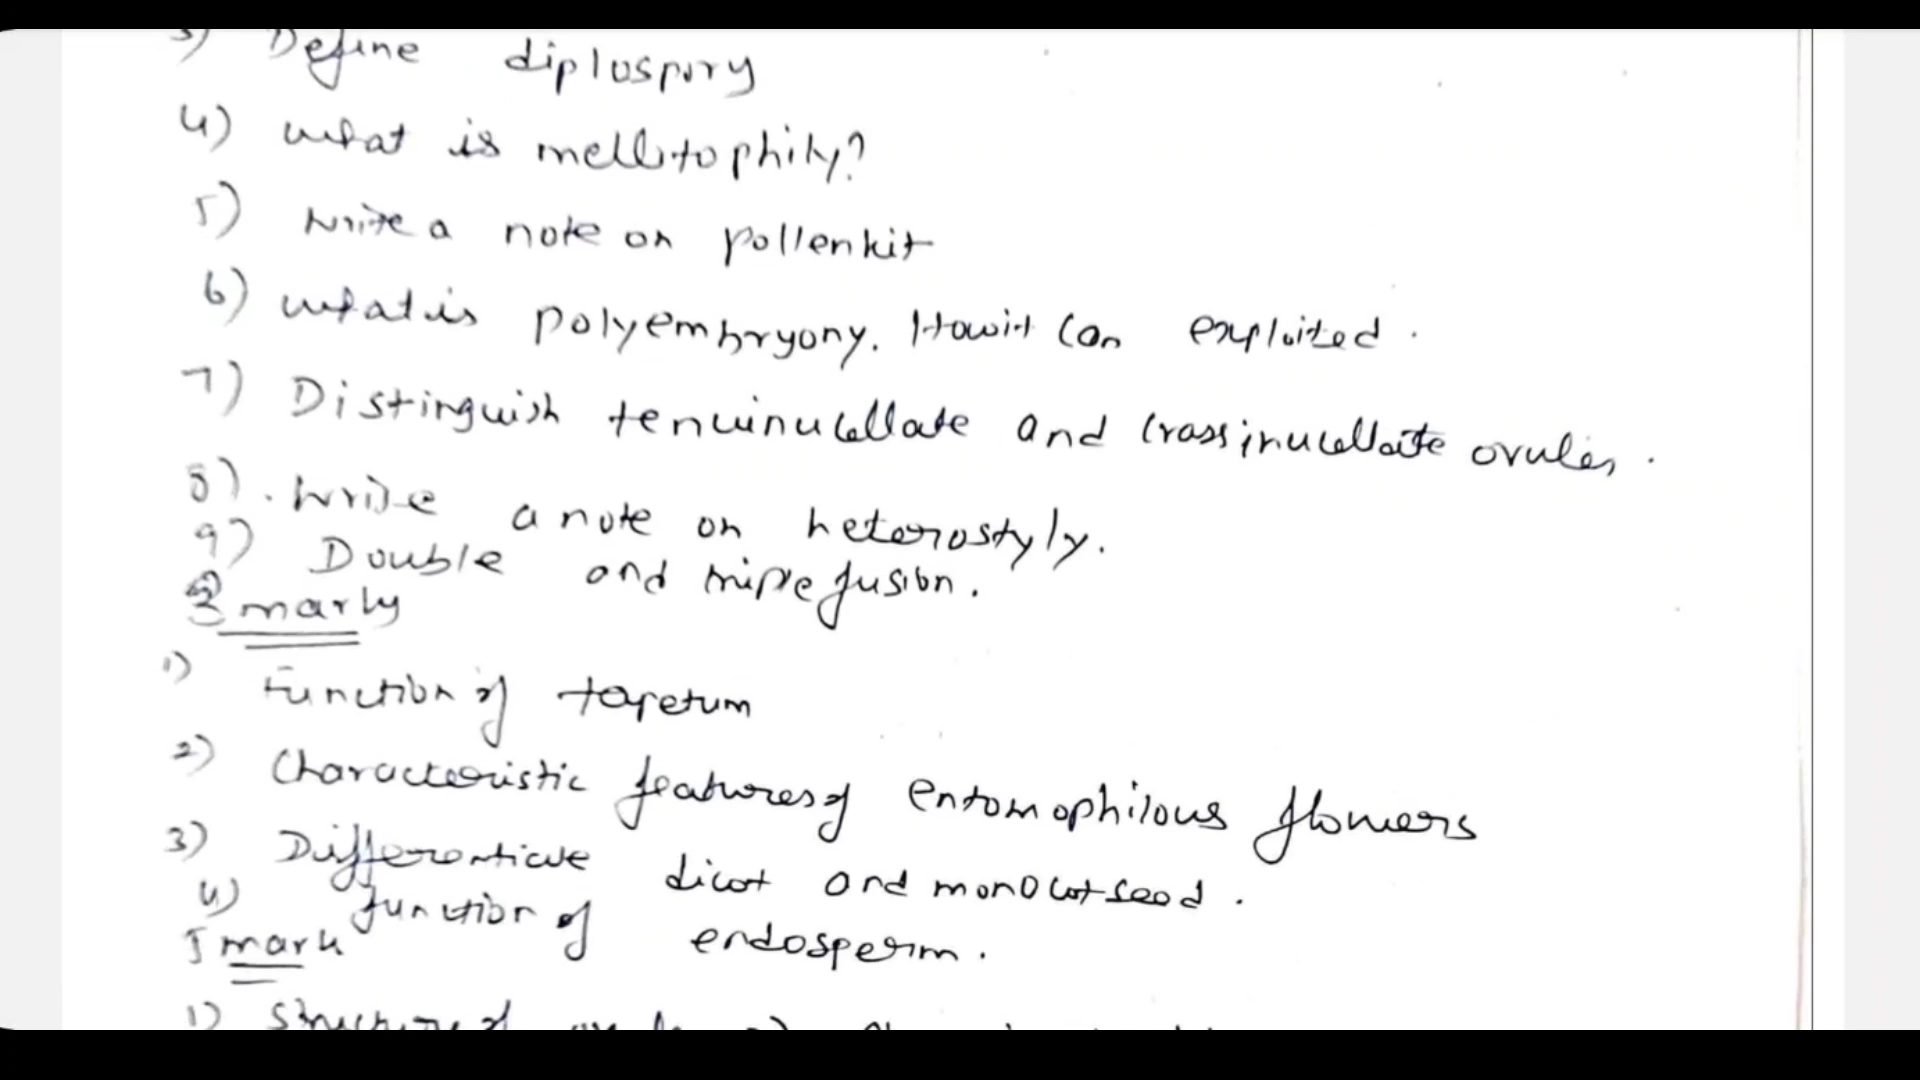 3) Define diplospory
4) what is mellitophily?
5) write a note on pollenkit
6) what is polyembryony. How it can exploited.
7) Distinguish tenuinucellate and crassinucellate ovules.
8). Write a note on heterostyly.
9) Double and triple fusion.
marks
1) Function of tapetum
2) Characteristic features of entomophilous flowers
3) Differentiate dicot and monocot seed.
4) function of endosperm.
5 mark
1) Structure of